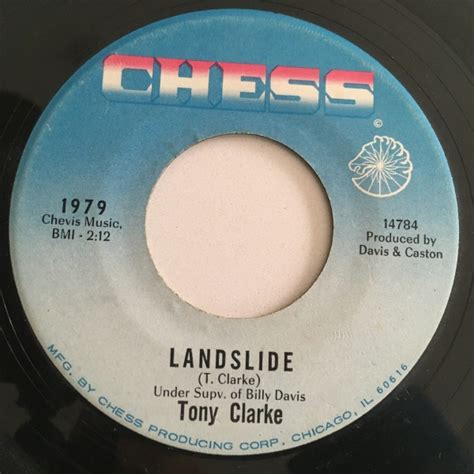 CHESS
©
1979
Chevis Music,
BMI - 2:12
14784
Produced by
Davis & Caston
LANDSLIDE
(T. Clarke)
Under Supv. of Billy Davis
Tony Clarke
MFG. BY CHESS PRODUCING CORP., CHICAGO, IL 60616